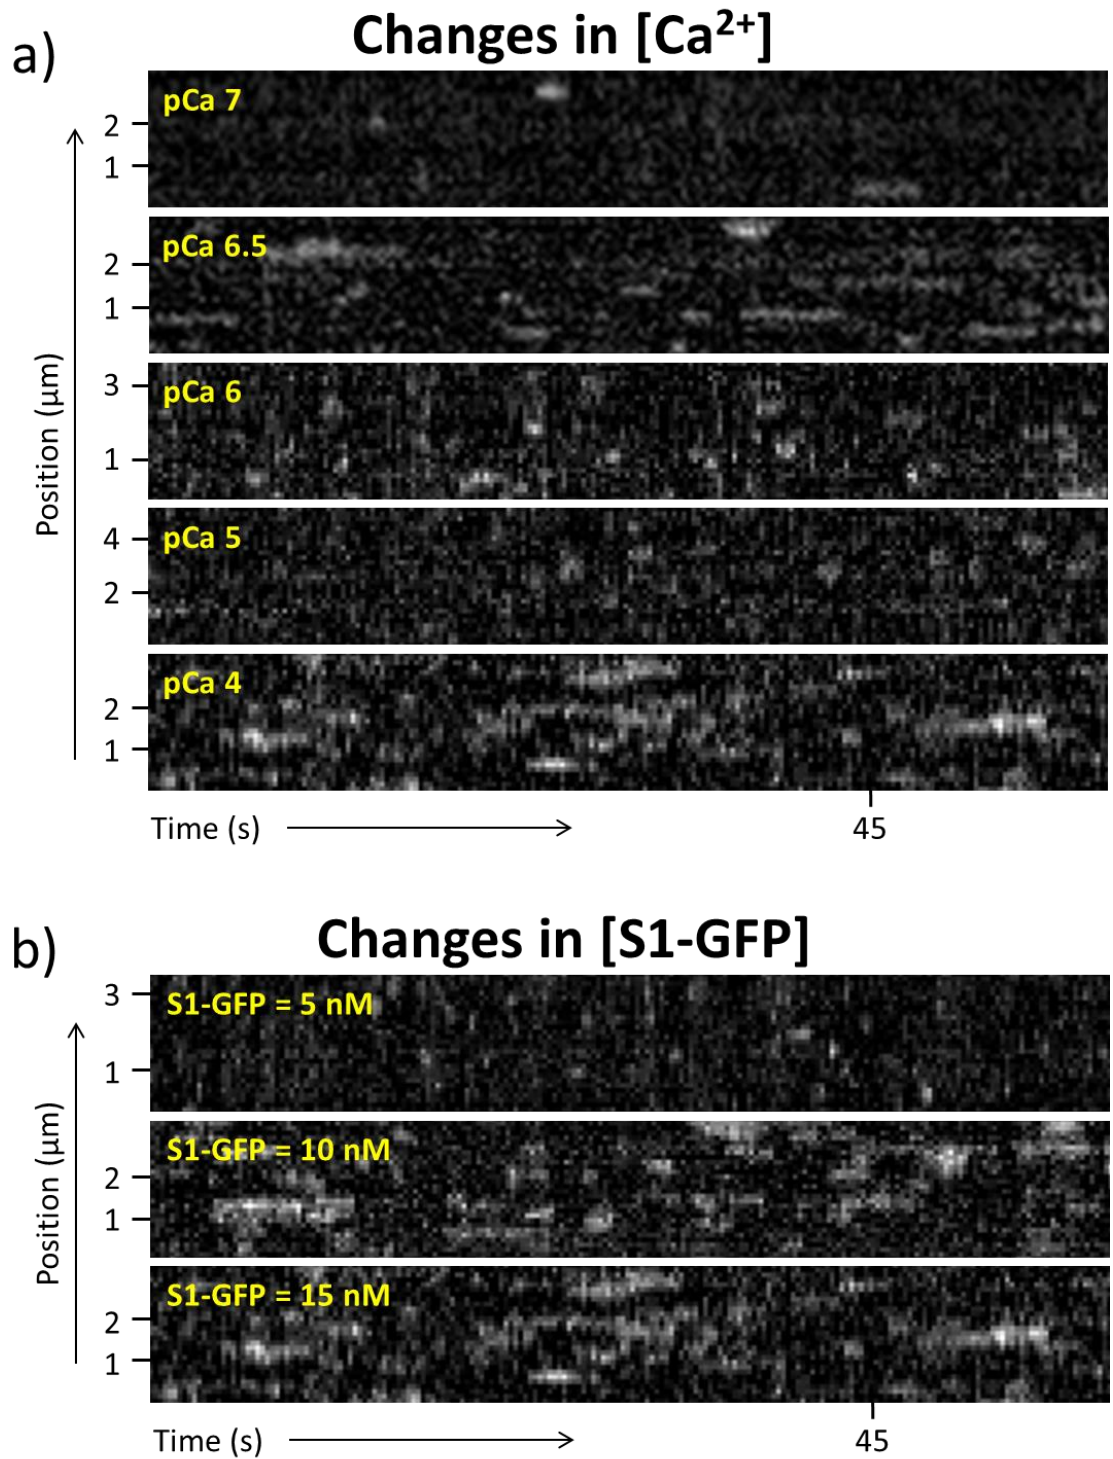 a)
Changes in [Ca²⁺]
pCa 7
2
1
pCa 6.5
2
1
pCa 6
3
1
pCa 5
4
2
pCa 4
2
1
Position (µm)
Time (s)
45
b)
Changes in [S1-GFP]
S1-GFP = 5 nM
3
1
S1-GFP = 10 nM
2
1
S1-GFP = 15 nM
2
1
Position (µm)
Time (s)
45